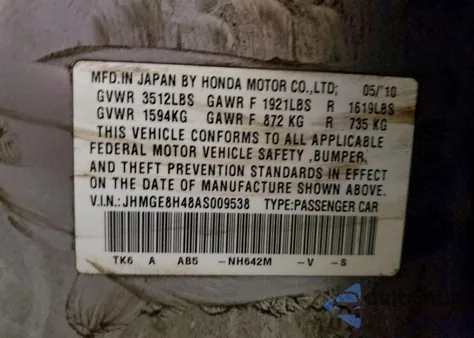 MFD.IN JAPAN BY HONDA MOTOR CO.,LTD; 05/'10
GVWR 3512LBS GAWR F 1921LBS R 1619LBS
GVWR 1594KG GAWR F 872 KG R 735 KG
THIS VEHICLE CONFORMS TO ALL APPLICABLE
FEDERAL MOTOR VEHICLE SAFETY ,BUMPER,
AND THEFT PREVENTION STANDARDS IN EFFECT
ON THE DATE OF MANUFACTURE SHOWN ABOVE.
V.I.N.:JHMGE8H48AS009538 TYPE:PASSENGER CAR
TK6 A AB5 -NH642M -V -S